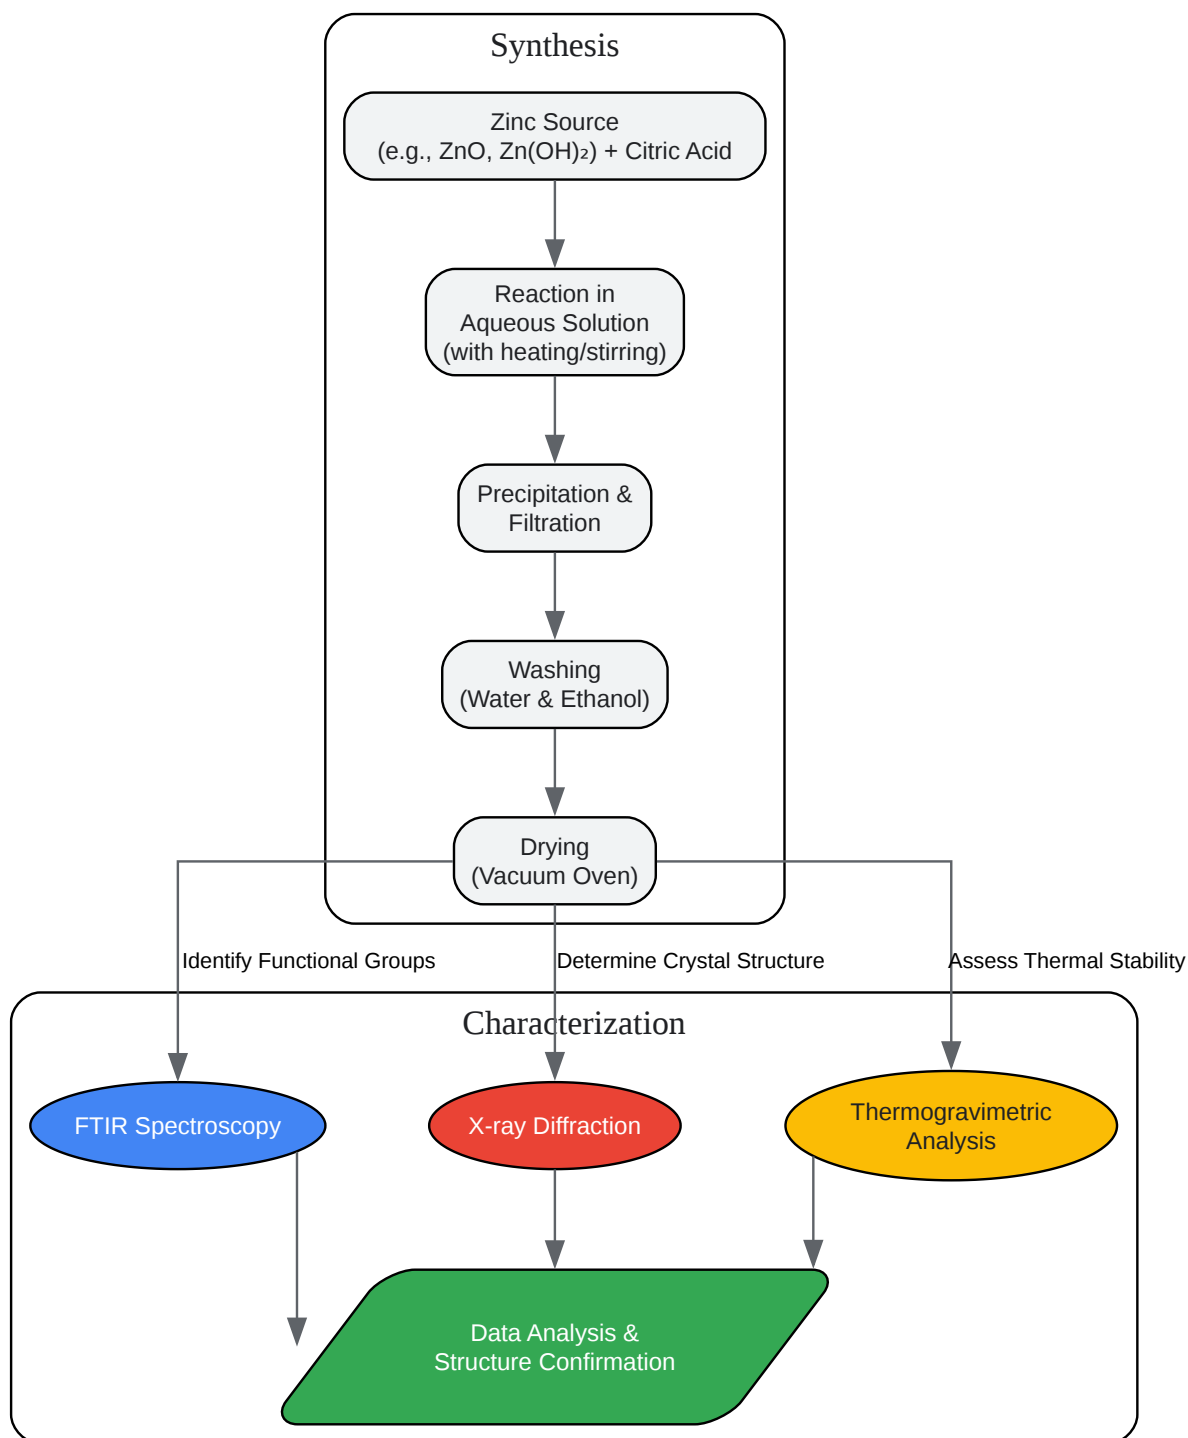 Synthesis
Zinc Source
(e.g., ZnO, Zn(OH)₂) + Citric Acid
Reaction in
Aqueous Solution
(with heating/stirring)
Precipitation &
Filtration
Washing
(Water & Ethanol)
Drying
(Vacuum Oven)
Identify Functional Groups
Determine Crystal Structure
Assess Thermal Stability
Characterization
FTIR Spectroscopy
X-ray Diffraction
Thermogravimetric
Analysis
Data Analysis &
Structure Confirmation